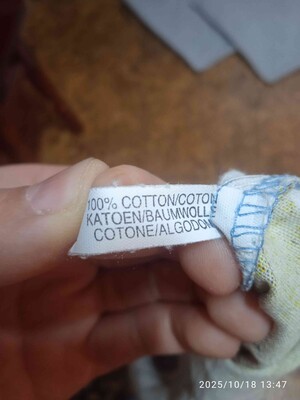 100% COTTON/COTON
KATOEN/BAUMWOLLE
COTONE/ALGODON
2025/10/18 13:47